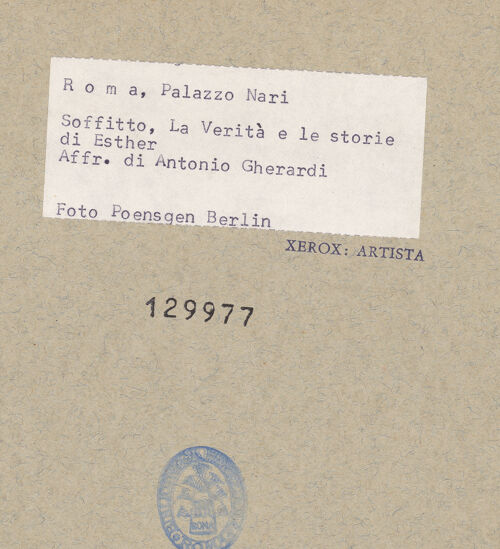 R o m a, Palazzo Nari
Soffitto, La Verità e le storie
di Esther
Affr. di Antonio Gherardi
Foto Poensgen Berlin
XEROX: ARTISTA
129977
ROMA